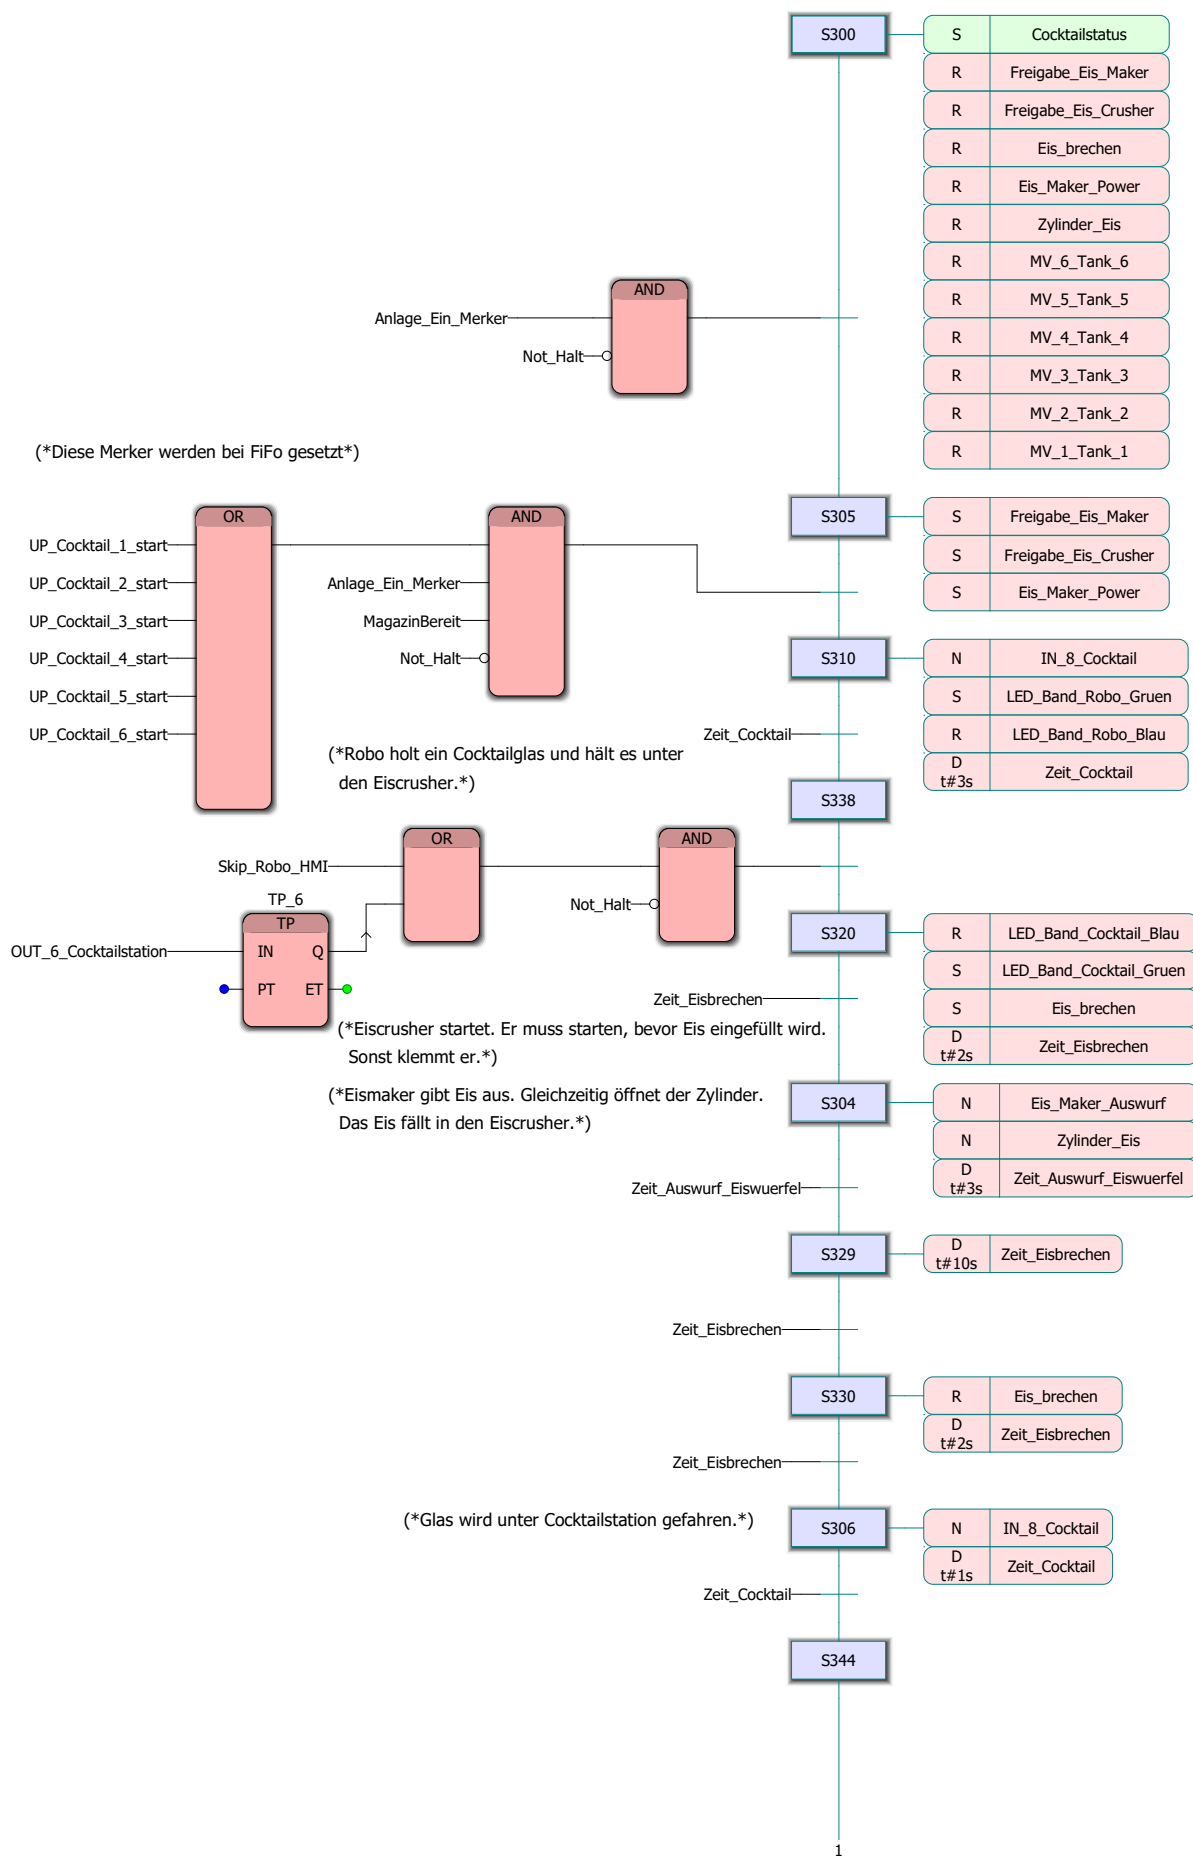 S300
S Cocktailstatus
R Freigabe_Eis_Maker
R Freigabe_Eis_Crusher
R Eis_brechen
R Eis_Maker_Power
R Zylinder_Eis
R MV_6_Tank_6
R MV_5_Tank_5
R MV_4_Tank_4
R MV_3_Tank_3
R MV_2_Tank_2
R MV_1_Tank_1
AND
Anlage_Ein_Merker
Not_Halt
(*Diese Merker werden bei FiFo gesetzt*)
S305
S Freigabe_Eis_Maker
S Freigabe_Eis_Crusher
S Eis_Maker_Power
OR
UP_Cocktail_1_start
UP_Cocktail_2_start
UP_Cocktail_3_start
UP_Cocktail_4_start
UP_Cocktail_5_start
UP_Cocktail_6_start
AND
Anlage_Ein_Merker
MagazinBereit
Not_Halt
S310
N IN_8_Cocktail
S LED_Band_Robo_Gruen
R LED_Band_Robo_Blau
D t#3s Zeit_Cocktail
Zeit_Cocktail
(*Robo holt ein Cocktailglas und hält es unter
den Eiscrusher.*)
S338
OR
AND
Skip_Robo_HMI
Not_Halt
TP_6
TP
OUT_6_Cocktailstation
IN Q
PT ET
S320
R LED_Band_Cocktail_Blau
S LED_Band_Cocktail_Gruen
S Eis_brechen
D t#2s Zeit_Eisbrechen
Zeit_Eisbrechen
(*Eiscrusher startet. Er muss starten, bevor Eis eingefüllt wird.
Sonst klemmt er.*)
(*Eismaker gibt Eis aus. Gleichzeitig öffnet der Zylinder.
Das Eis fällt in den Eiscrusher.*)
S304
N Eis_Maker_Auswurf
N Zylinder_Eis
D t#3s Zeit_Auswurf_Eiswuerfel
Zeit_Auswurf_Eiswuerfel
S329
D t#10s Zeit_Eisbrechen
Zeit_Eisbrechen
S330
R Eis_brechen
D t#2s Zeit_Eisbrechen
Zeit_Eisbrechen
(*Glas wird unter Cocktailstation gefahren.*)
S306
N IN_8_Cocktail
D t#1s Zeit_Cocktail
Zeit_Cocktail
S344
1